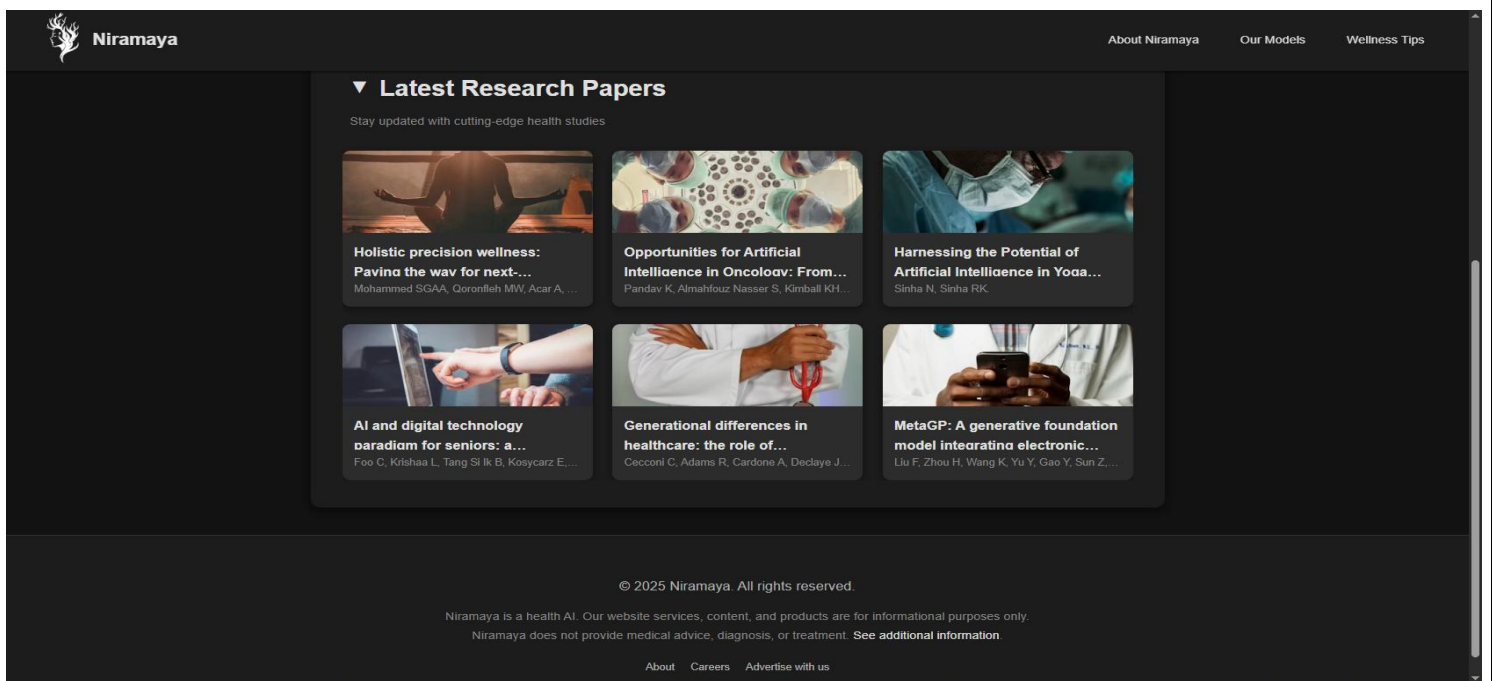 Niramaya
About Niramaya Our Models Wellness Tips
▼ Latest Research Papers
Stay updated with cutting-edge health studies
Holistic precision wellness:
Paving the way for next-...
Mohammed SGAA, Qoronfleh MW, Acar A, ...
Opportunities for Artificial
Intelligence in Oncology: From...
Pandav K, Almahfouz Nasser S, Kimball KH...
Harnessing the Potential of
Artificial Intelligence in Yoga...
Sinha N, Sinha RK.
AI and digital technology
paradigm for seniors: a...
Foo C, Krishaa L, Tang Si Ik B, Kosycarz E,...
Generational differences in
healthcare: the role of...
Cecconi C, Adams R, Cardone A, Declaye J...
MetaGP: A generative foundation
model integrating electronic...
Liu F, Zhou H, Wang K, Yu Y, Gao Y, Sun Z,...
© 2025 Niramaya. All rights reserved.
Niramaya is a health AI. Our website services, content, and products are for informational purposes only.
Niramaya does not provide medical advice, diagnosis, or treatment. See additional information.
About Careers Advertise with us